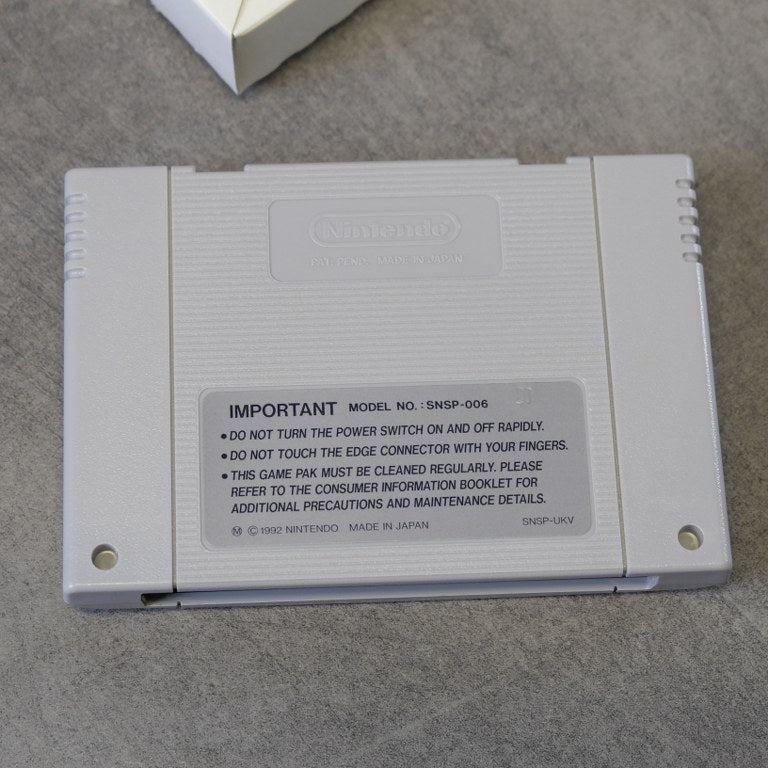 Nintendo
PAT. PEND. MADE IN JAPAN
IMPORTANT MODEL NO.: SNSP-006
• DO NOT TURN THE POWER SWITCH ON AND OFF RAPIDLY.
• DO NOT TOUCH THE EDGE CONNECTOR WITH YOUR FINGERS.
• THIS GAME PAK MUST BE CLEANED REGULARLY. PLEASE
REFER TO THE CONSUMER INFORMATION BOOKLET FOR
ADDITIONAL PRECAUTIONS AND MAINTENANCE DETAILS.
Ⓜ ©1992 NINTENDO MADE IN JAPAN SNSP-UKV